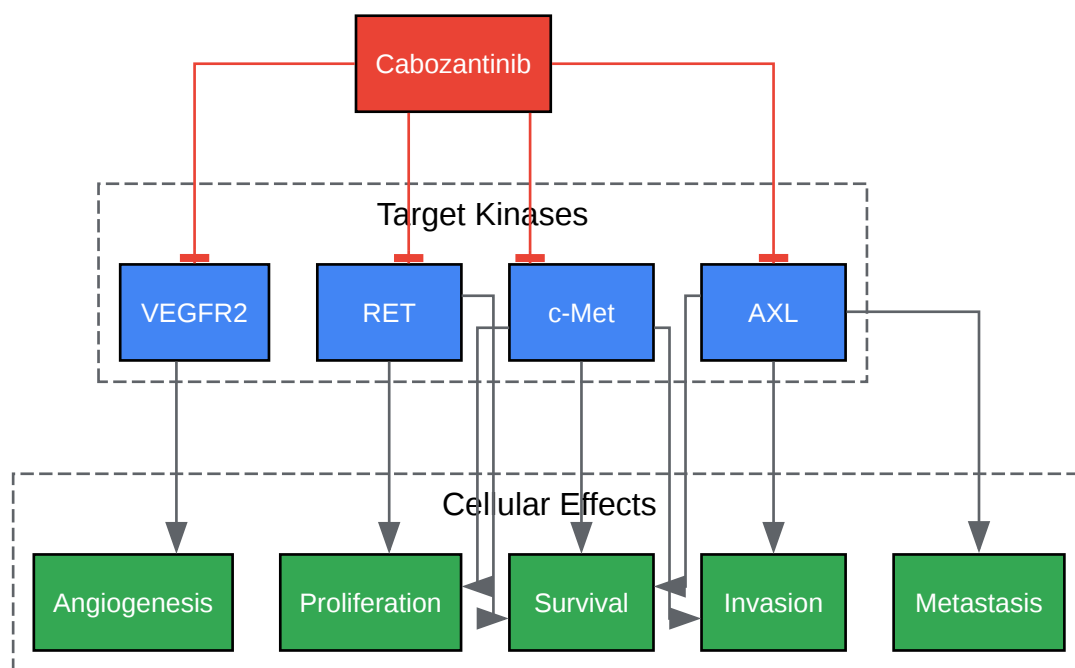 Cabozantinib
Target Kinases
VEGFR2
RET
c-Met
AXL
Cellular Effects
Angiogenesis
Proliferation
Survival
Invasion
Metastasis